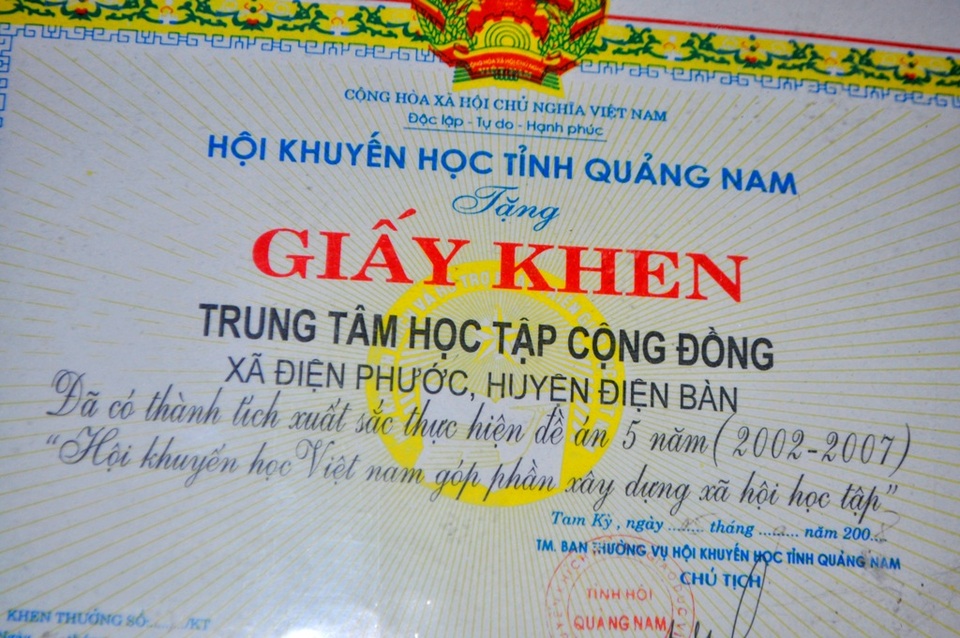 CỘNG HÒA XÃ HỘI CHỦ NGHĨA VIỆT NAM
Độc lập - Tự do - Hạnh phúc
HỘI KHUYẾN HỌC TỈNH QUẢNG NAM
Tặng
GIẤY KHEN
TRUNG TÂM HỌC TẬP CỘNG ĐỒNG
XÃ ĐIỆN PHƯỚC, HUYỆN ĐIỆN BÀN
Đã có thành tích xuất sắc thực hiện đề án 5 năm (2002-2007)
"Hội khuyến học Việt nam góp phần xây dựng xã hội học tập"
Tam Kỳ, ngày tháng năm 200
TM. BAN THƯỜNG VỤ HỘI KHUYẾN HỌC TỈNH QUẢNG NAM
CHỦ TỊCH
TỈNH HỘI
QUẢNG NAM
KHEN THƯỞNG SỐ: /KT